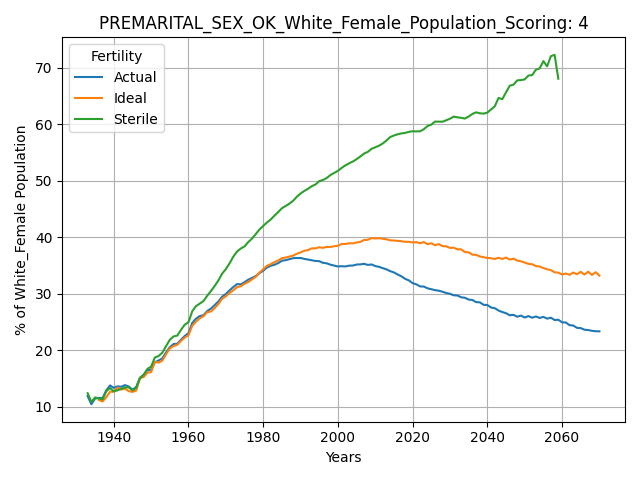 PREMARITAL_SEX_OK_White_Female_Population_Scoring: 4
Fertility
Actual
Ideal
Sterile
% of White_Female Population
70
60
50
40
30
20
10
1940
1960
1980
2000
2020
2040
2060
Years